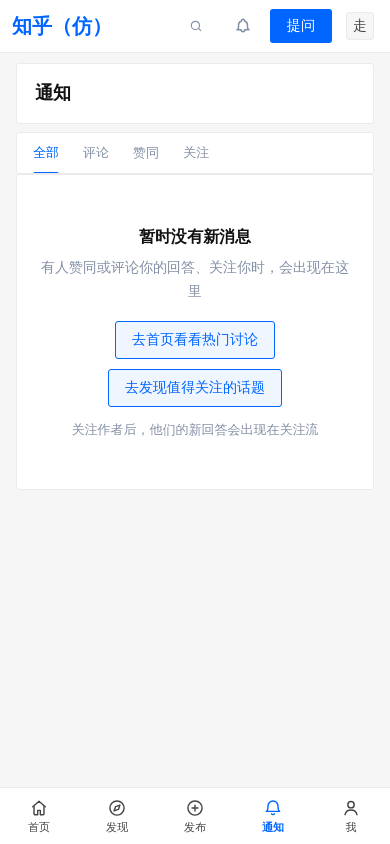 知乎（仿）
提问
走
通知
全部
评论
赞同
关注
暂时没有新消息
有人赞同或评论你的回答、关注你时，会出现在这
里
去首页看看热门讨论
去发现值得关注的话题
关注作者后，他们的新回答会出现在关注流
首页
发现
发布
通知
我